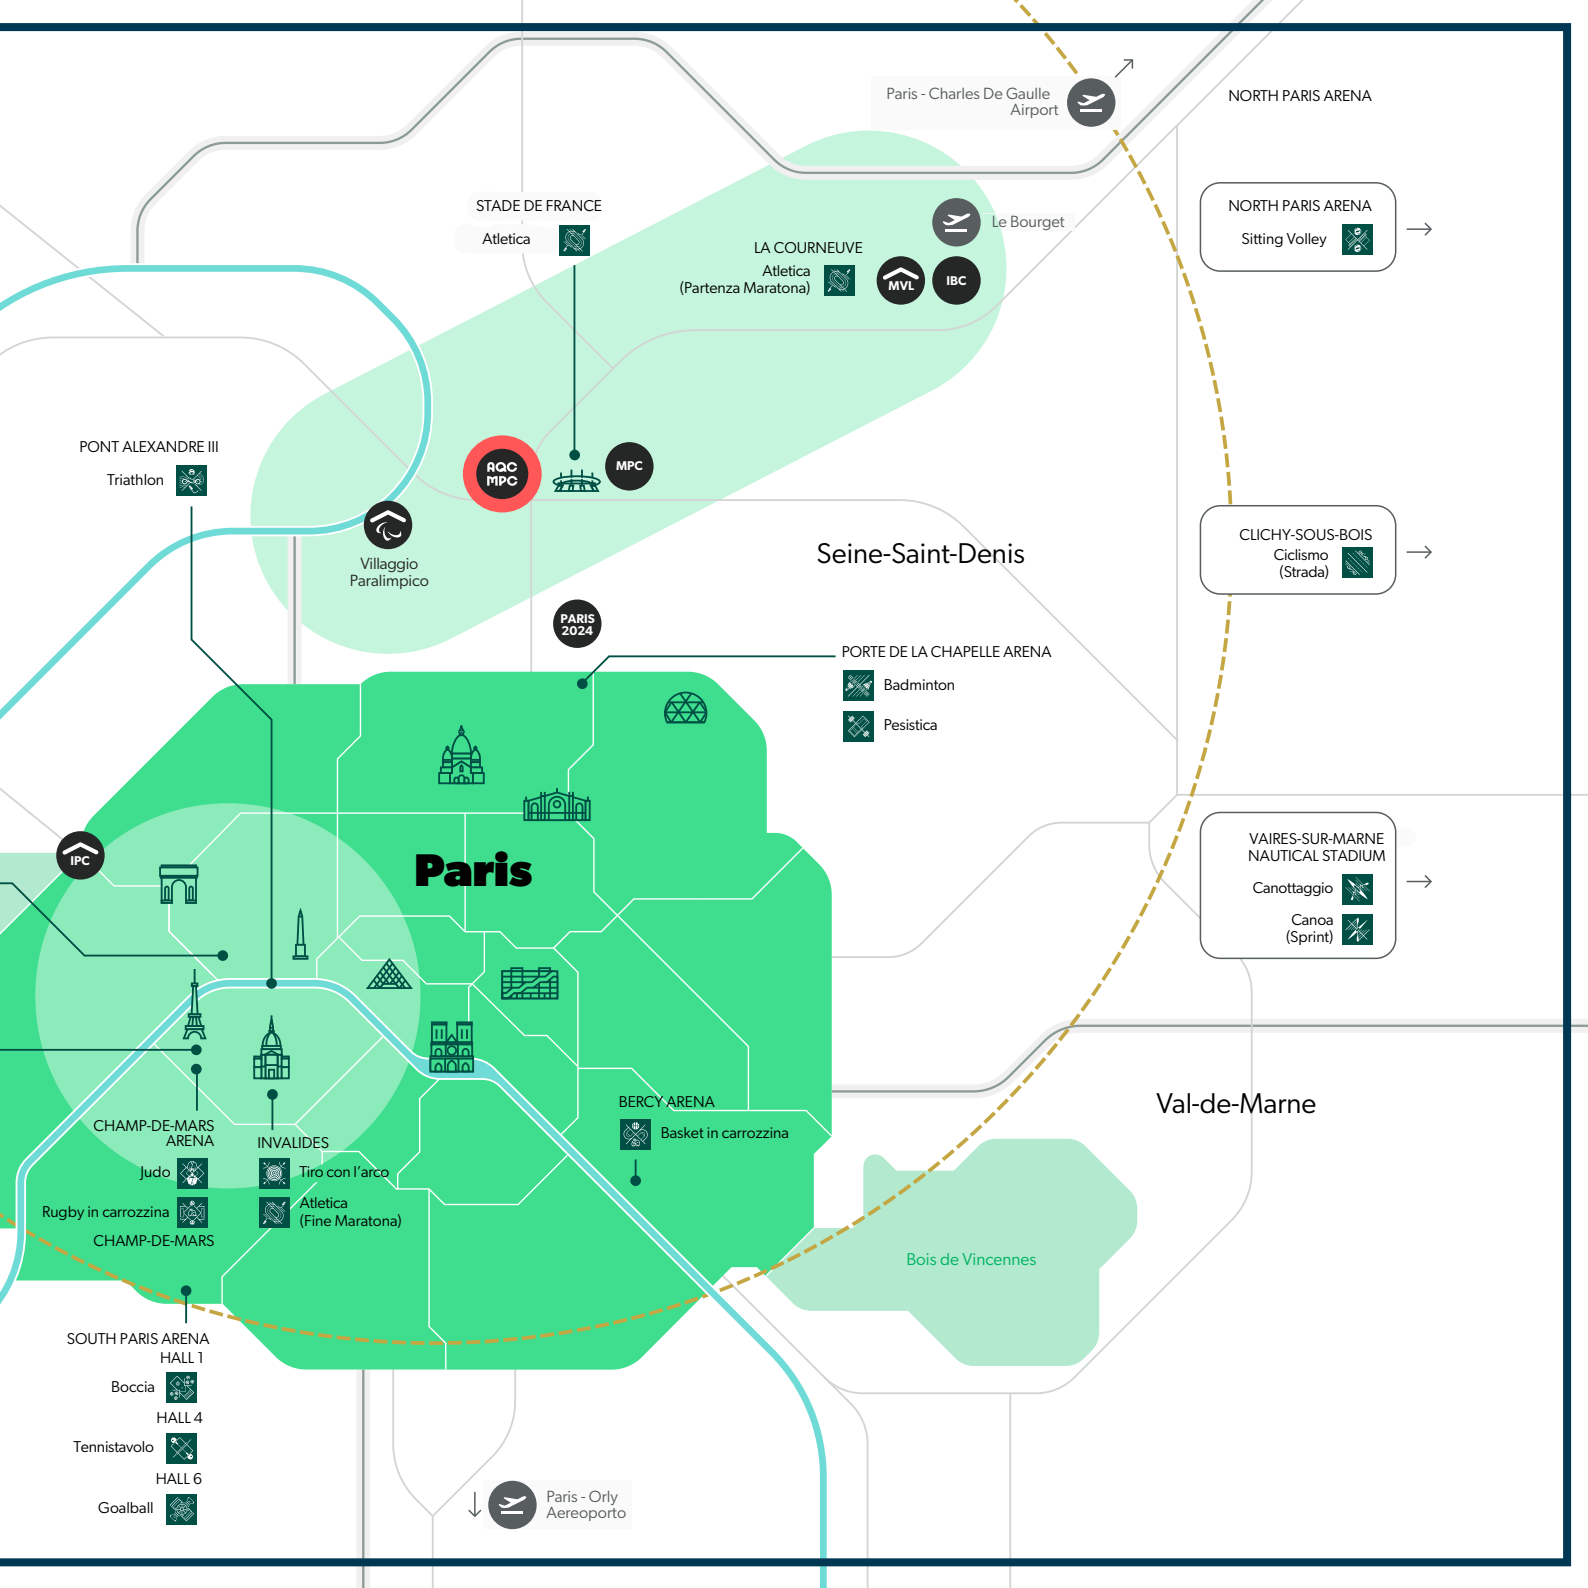 Paris - Charles De Gaulle
Airport
NORTH PARIS ARENA
NORTH PARIS ARENA
Sitting Volley
STADE DE FRANCE
Atletica
Le Bourget
LA COURNEUVE
Atletica
(Partenza Maratona)
MVL
IBC
PONT ALEXANDRE III
Triathlon
AQC
MPC
MPC
Villaggio
Paralimpico
Seine-Saint-Denis
CLICHY-SOUS-BOIS
Ciclismo
(Strada)
PARIS
2024
PORTE DE LA CHAPELLE ARENA
Badminton
Pesistica
IPC
Paris
VAIRES-SUR-MARNE
NAUTICAL STADIUM
Canottaggio
Canoa
(Sprint)
Val-de-Marne
BERCY ARENA
Basket in carrozzina
CHAMP-DE-MARS
ARENA
Judo
Rugby in carrozzina
CHAMP-DE-MARS
INVALIDES
Tiro con l'arco
Atletica
(Fine Maratona)
Bois de Vincennes
SOUTH PARIS ARENA
HALL 1
Boccia
HALL 4
Tennistavolo
HALL 6
Goalball
Paris - Orly
Aereoporto